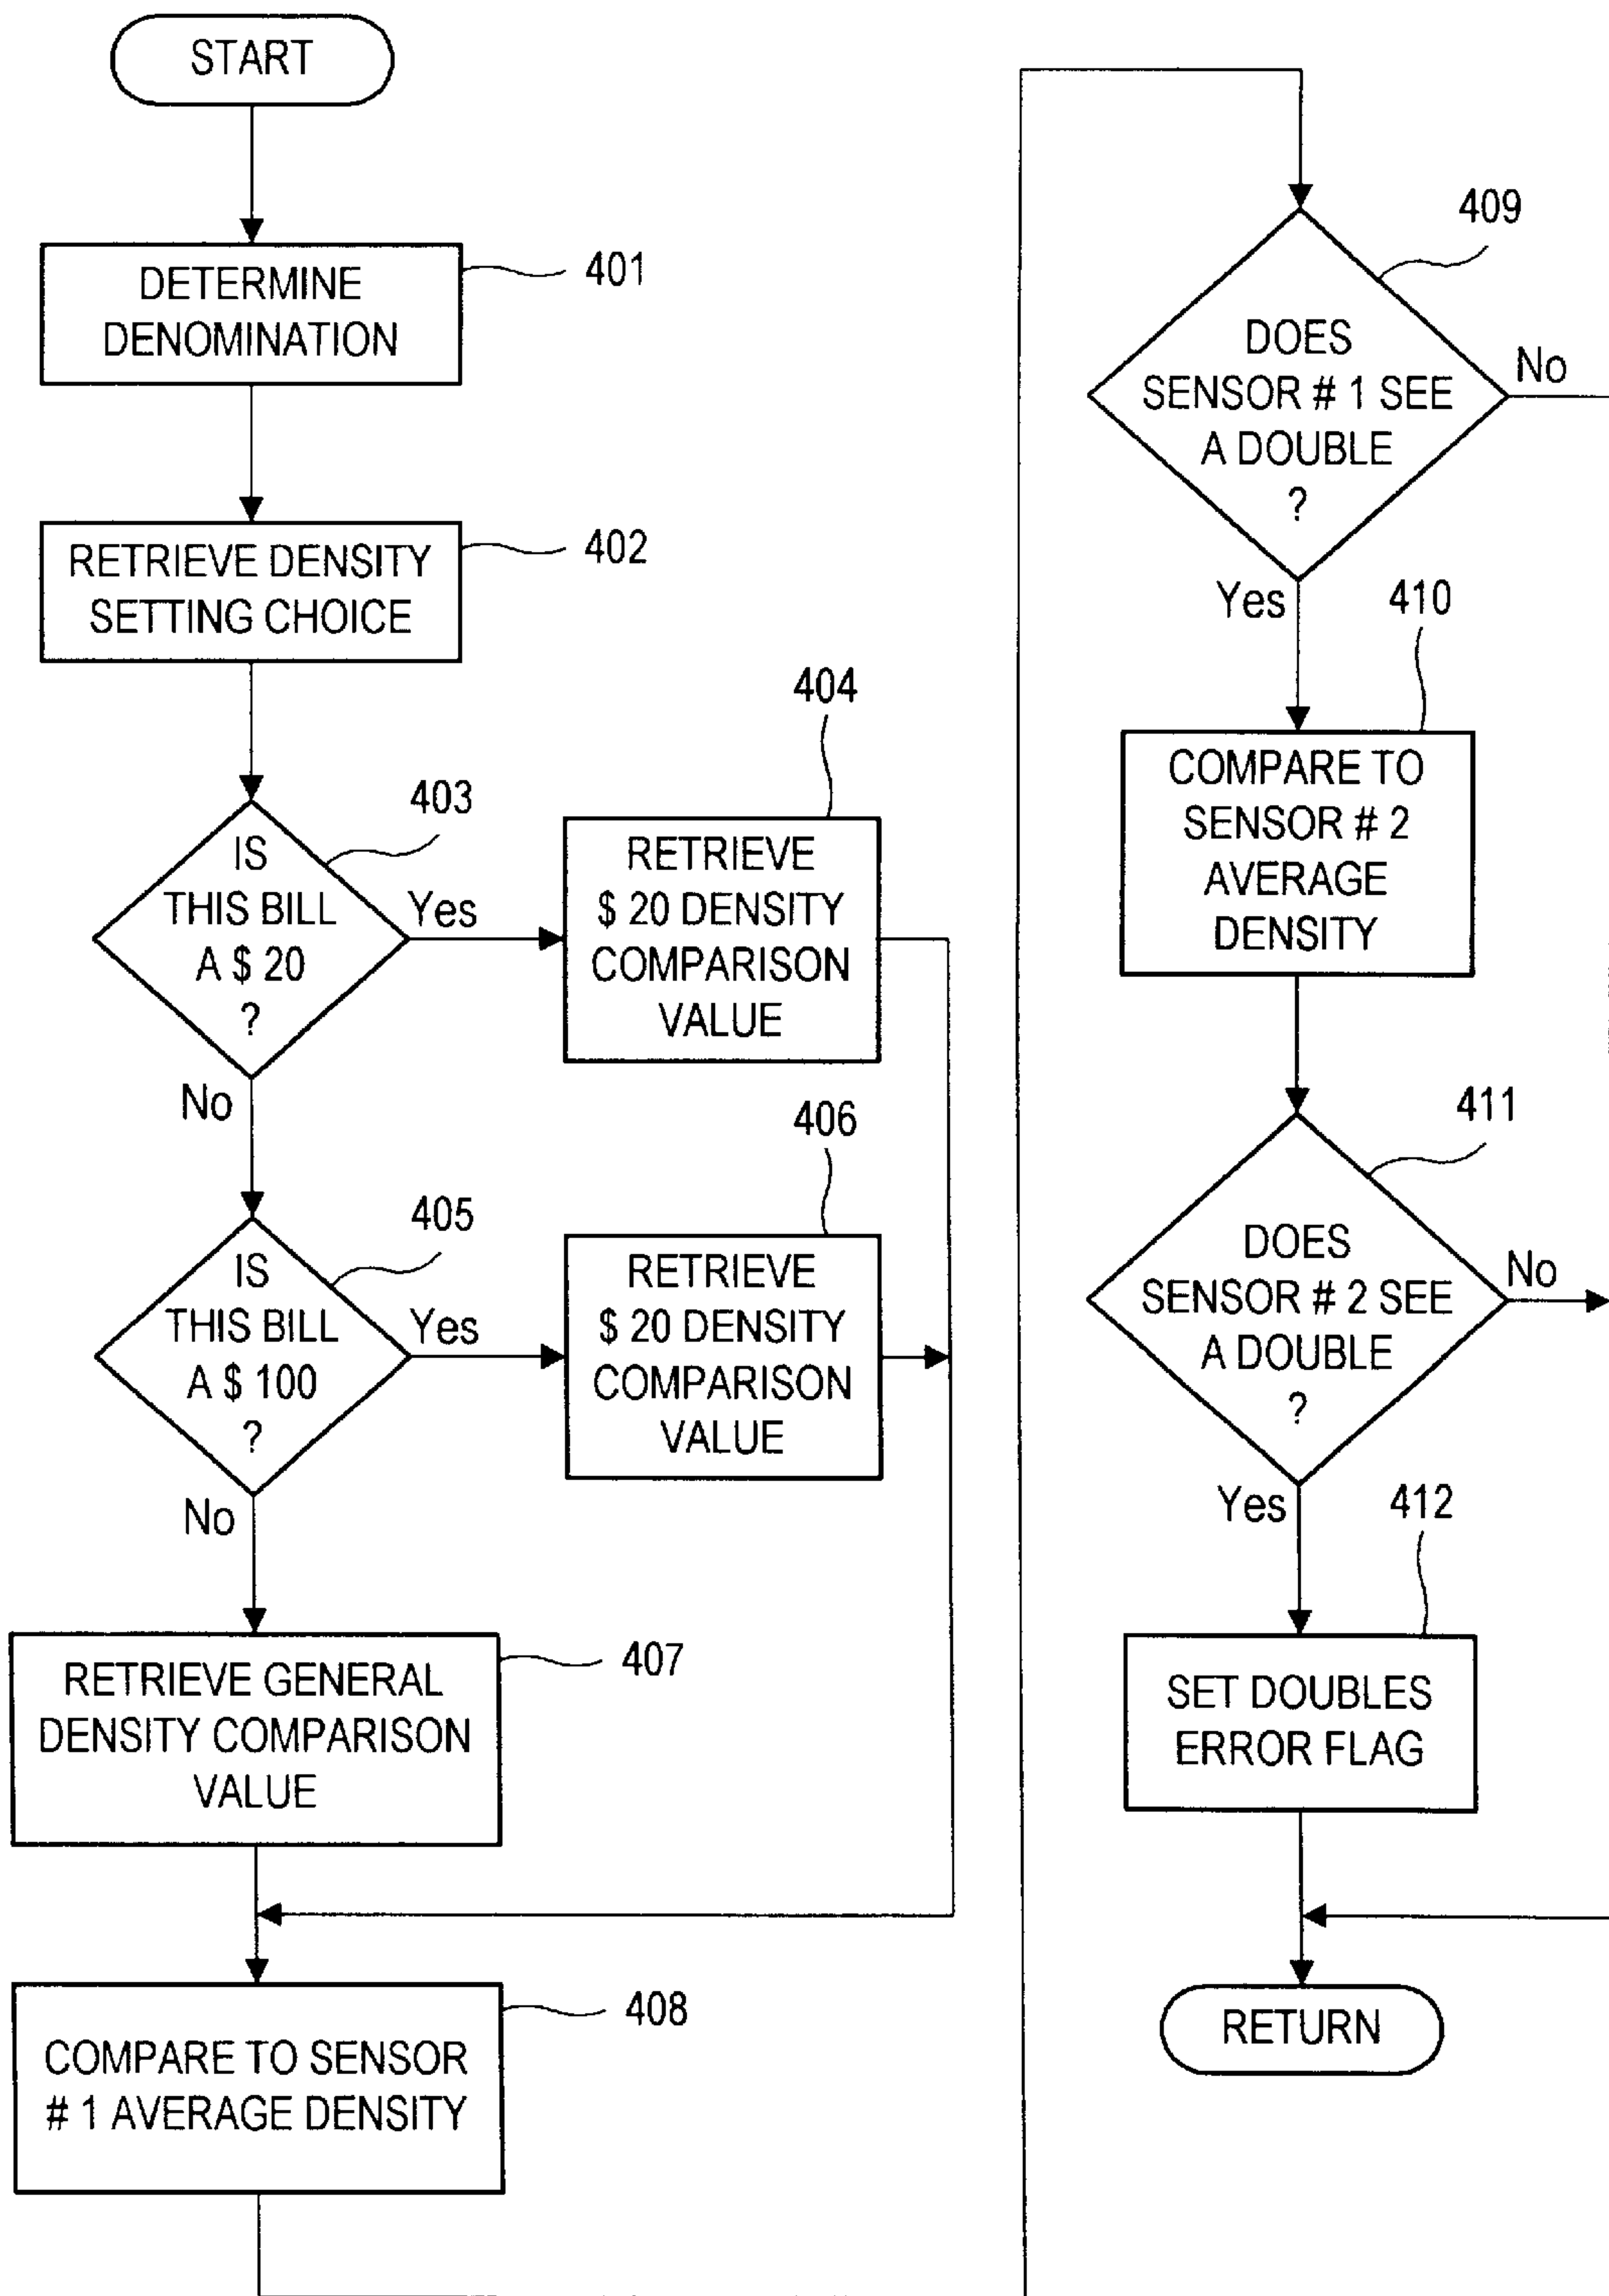 START
DETERMINE
DENOMINATION
401
RETRIEVE DENSITY
SETTING CHOICE
402
IS
THIS BILL
A $ 20
?
403
Yes
No
RETRIEVE
$ 20 DENSITY
COMPARISON
VALUE
404
IS
THIS BILL
A $ 100
?
405
Yes
No
RETRIEVE
$ 20 DENSITY
COMPARISON
VALUE
406
RETRIEVE GENERAL
DENSITY COMPARISON
VALUE
407
COMPARE TO SENSOR
# 1 AVERAGE DENSITY
408
DOES
SENSOR # 1 SEE
A DOUBLE
?
409
No
Yes
COMPARE TO
SENSOR # 2
AVERAGE
DENSITY
410
DOES
SENSOR # 2 SEE
A DOUBLE
?
411
No
Yes
SET DOUBLES
ERROR FLAG
412
RETURN